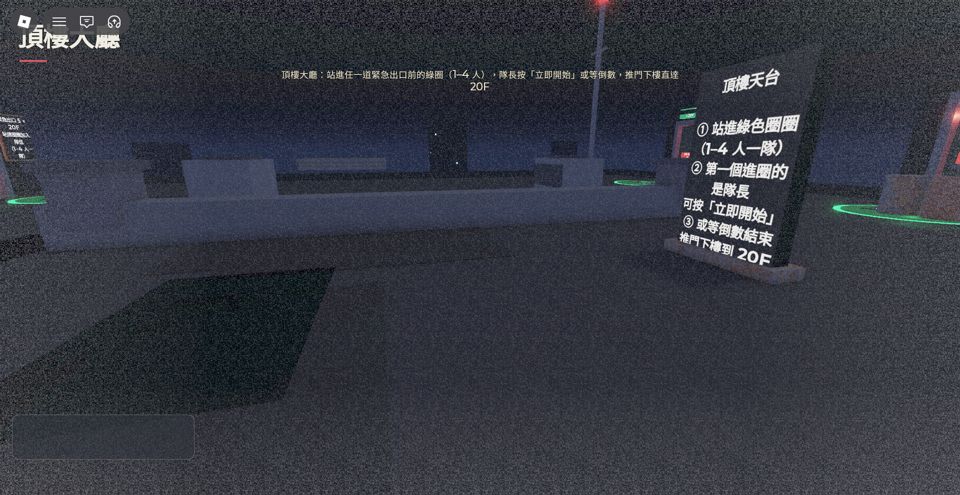 頂樓大廳
頂樓大廳：站進任一道緊急出口前的綠圈（1–4 人），隊長按「立即開始」或等倒數，推門下樓直達
20F
頂樓天台
① 站進綠色圈圈
（1–4 人一隊）
② 第一個進圈的
是隊長
可按「立即開始」
③ 或等倒數結束
推門下樓到 20F
20F